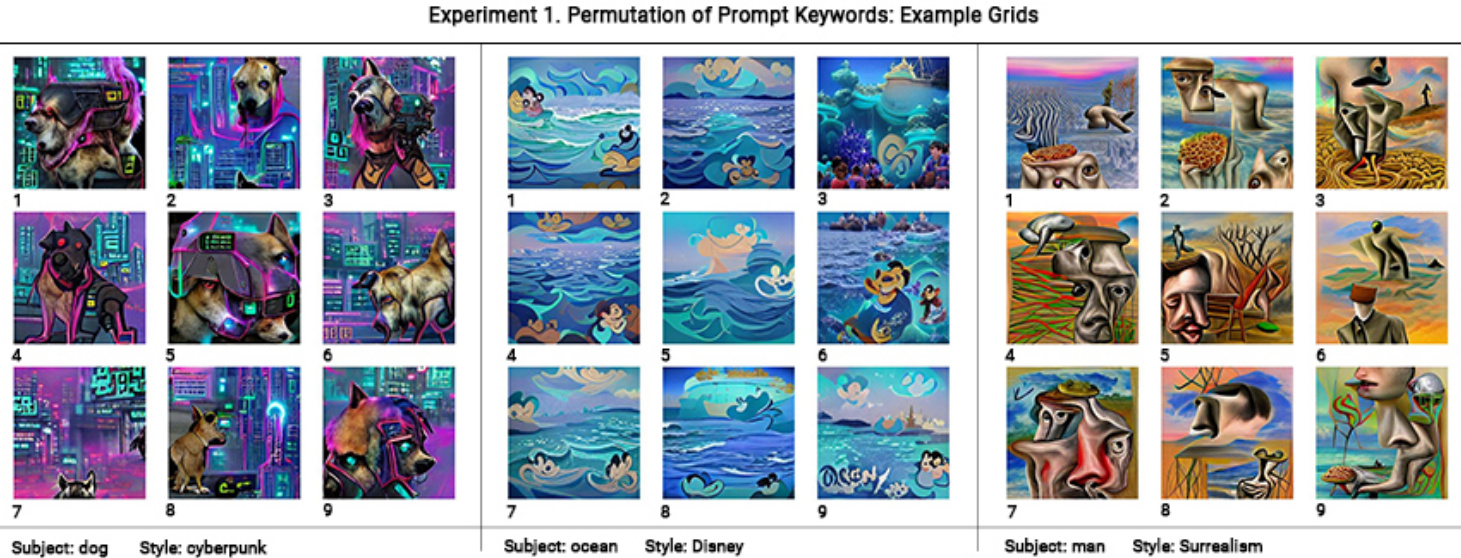 Experiment 1. Permutation of Prompt Keywords: Example Grids
1 2 3 1 2 3 1 2 3
4 5 6 4 5 6 4 5 6
7 8 9 7 8 9 7 8 9
Subject: dog Style: cyberpunk Subject: ocean Style: Disney Subject: man Style: Surrealism